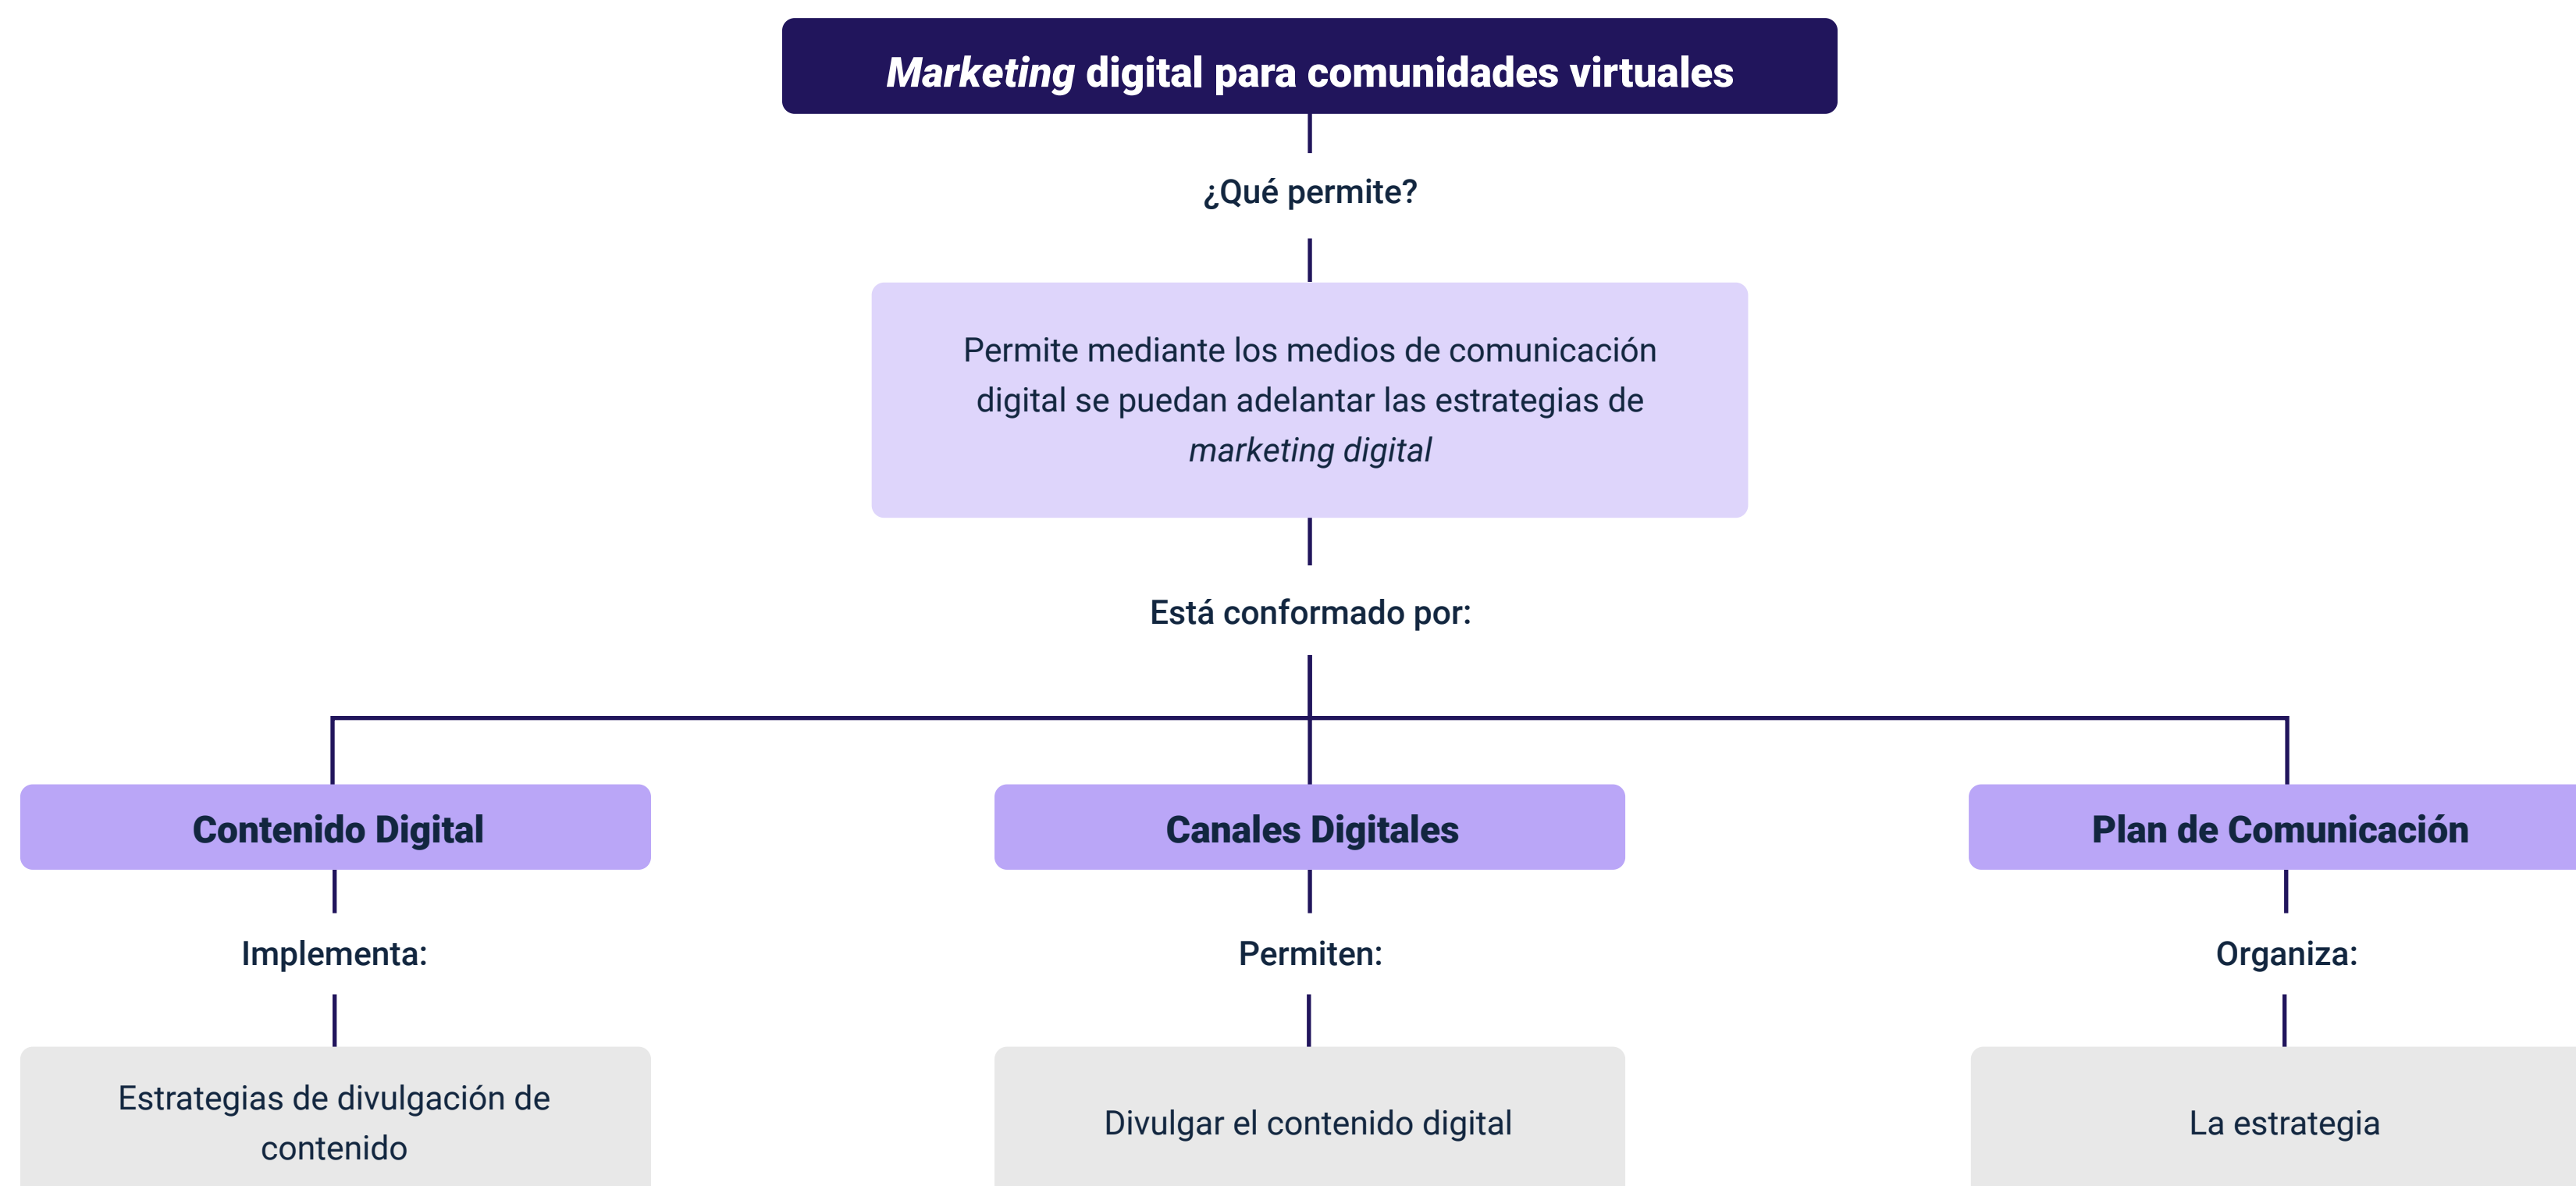 Marketing digital para comunidades virtuales
¿Qué permite?
Permite mediante los medios de comunicación
digital se puedan adelantar las estrategias de
marketing digital
Está conformado por:
Contenido Digital
Canales Digitales
Plan de Comunicación
Implementa:
Permiten:
Organiza:
Estrategias de divulgación de
contenido
Divulgar el contenido digital
La estrategia